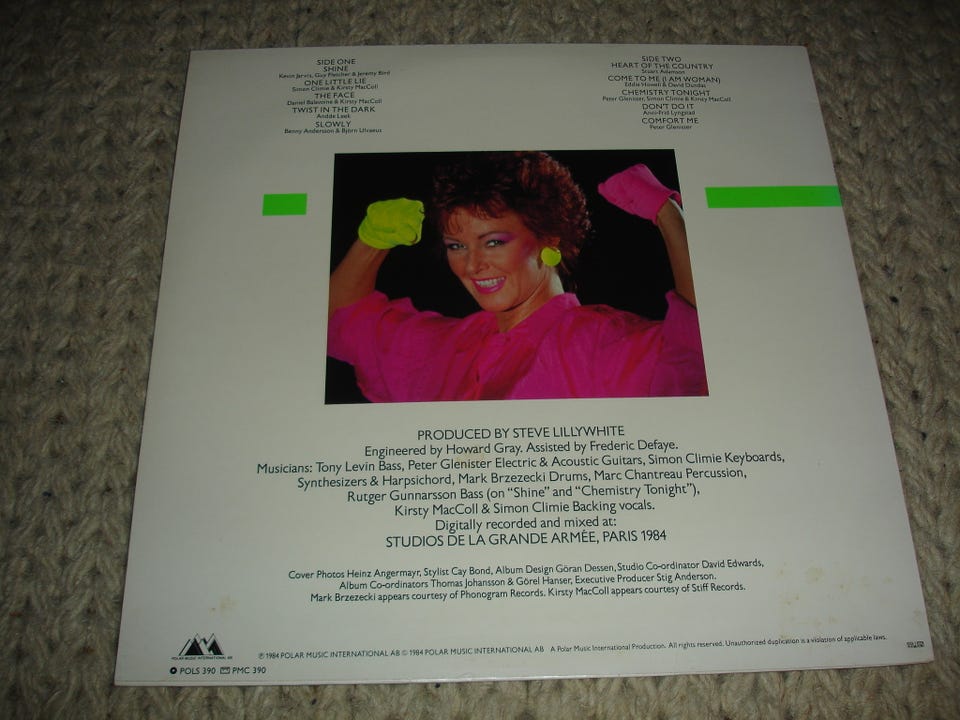 SIDE ONE
SHINE
Kevin Jarvis, Guy Fletcher & Jeremy Bird
ONE LITTLE LIE
Simon Climie & Kirsty MacColl
THE FACE
Daniel Balavoine & Kirsty MacColl
TWIST IN THE DARK
Andée Leek
SLOWLY
Benny Andersson & Björn Ulvaeus
SIDE TWO
HEART OF THE COUNTRY
Stuart Adamson
COME TO ME (I AM WOMAN)
Eddie Howell & David Dundas
CHEMISTRY TONIGHT
Peter Glenister, Simon Climie & Kirsty MacColl
DON'T DO IT
Anni-Frid Lyngstad
COMFORT ME
Peter Glenister
PRODUCED BY STEVE LILLYWHITE
Engineered by Howard Gray. Assisted by Frederic Defaye.
Musicians: Tony Levin Bass, Peter Glenister Electric & Acoustic Guitars, Simon Climie Keyboards,
Synthesizers & Harpsichord, Mark Brzezecki Drums, Marc Chantreau Percussion,
Rutger Gunnarsson Bass (on "Shine" and "Chemistry Tonight"),
Kirsty MacColl & Simon Climie Backing vocals.
Digitally recorded and mixed at:
STUDIOS DE LA GRANDE ARMÉE, PARIS 1984
Cover Photos Heinz Angermayr, Stylist Cay Bond, Album Design Göran Dessen, Studio Co-ordinator David Edwards,
Album Co-ordinators Thomas Johansson & Görel Hanser, Executive Producer Stig Anderson.
Mark Brzezecki appears courtesy of Phonogram Records. Kirsty MacColl appears courtesy of Stiff Records.
POLAR MUSIC INTERNATIONAL AB
℗ 1984 POLAR MUSIC INTERNATIONAL AB © 1984 POLAR MUSIC INTERNATIONAL AB A Polar Music International Production. All rights reserved. Unauthorized duplication is a violation of applicable laws.
POLS 390 PMC 390